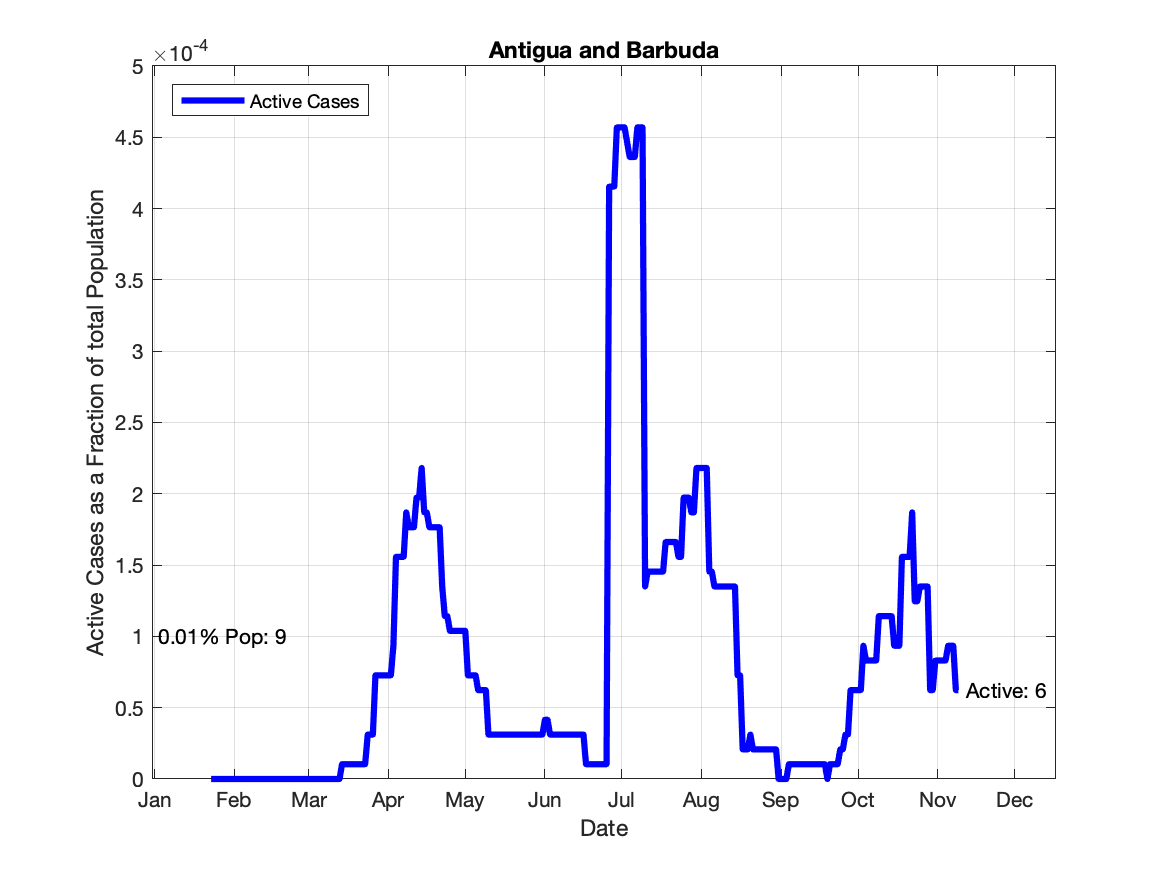 Antigua and Barbuda
×10-4
Active Cases
5
4.5
4
3.5
3
2.5
2
1.5
1
0.5
0
Active Cases as a Fraction of total Population
0.01% Pop: 9
Active: 6
Jan Feb Mar Apr May Jun Jul Aug Sep Oct Nov Dec
Date